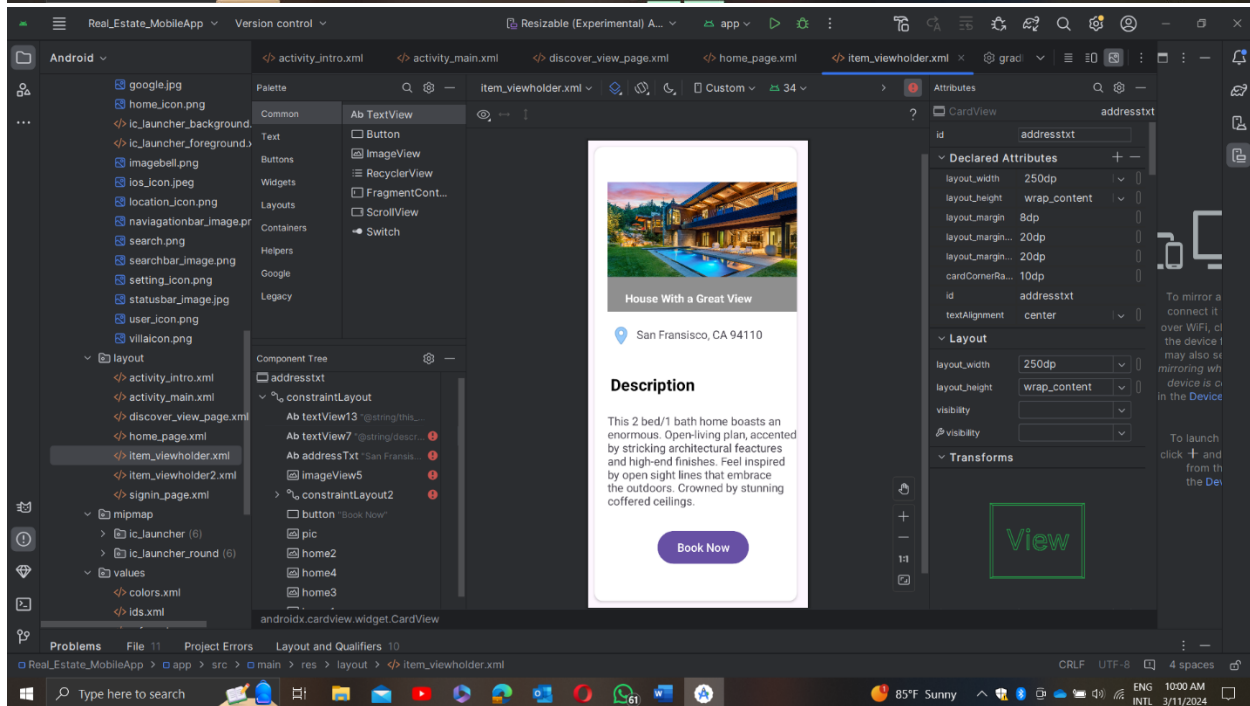 Real_Estate_MobileApp
Version control
Resizable (Experimental) A...
app
Android
activity_intro.xml
activity_main.xml
discover_view_page.xml
home_page.xml
item_viewholder.xml
grad
google.jpg
home_icon.png
ic_launcher_background.
ic_launcher_foreground.x
imagebell.png
ios_icon.jpeg
location_icon.png
naviagationbar_image.pr
search.png
searchbar_image.png
setting_icon.png
statusbar_image.jpg
user_icon.png
villaicon.png
layout
activity_intro.xml
activity_main.xml
discover_view_page.xml
home_page.xml
item_viewholder.xml
item_viewholder2.xml
signin_page.xml
mipmap
ic_launcher (6)
ic_launcher_round (6)
values
colors.xml
ids.xml
Palette
Common
Text
Buttons
Widgets
Layouts
Containers
Helpers
Google
Legacy
Ab TextView
Button
ImageView
RecyclerView
FragmentCont...
ScrollView
Switch
Component Tree
addresstxt
constraintLayout
Ab textView13 "@string/this_...
Ab textView7 "@string/descr...
Ab addressTxt "San Fransis...
imageView5
constraintLayout2
button "Book Now"
pic
home2
home4
home3
androidx.cardview.widget.CardView
item_viewholder.xml
Custom
34
House With a Great View
San Fransisco, CA 94110
Description
This 2 bed/1 bath home boasts an
enormous. Open-living plan, accented
by stricking architectural feactures
and high-end finishes. Feel inspired
by open sight lines that embrace
the outdoors. Crowned by stunning
coffered ceilings.
Book Now
1:1
Attributes
CardView
addresstxt
id
addresstxt
Declared Attributes
layout_width 250dp
layout_height wrap_content
layout_margin 8dp
layout_margin... 20dp
layout_margin... 20dp
cardCornerRa... 10dp
id addresstxt
textAlignment center
Layout
layout_width 250dp
layout_height wrap_content
visibility
visibility
Transforms
View
To mirror a
connect it
over WiFi, cl
the device f
may also se
mirroring wh
device is c
in the Device
To launch
click + and
from th
the Dev
Problems
File 11
Project Errors
Layout and Qualifiers 10
Real_Estate_MobileApp > app > src > main > res > layout > item_viewholder.xml
CRLF
UTF-8
4 spaces
Type here to search
61
85°F Sunny
ENG
INTL
10:00 AM
3/11/2024